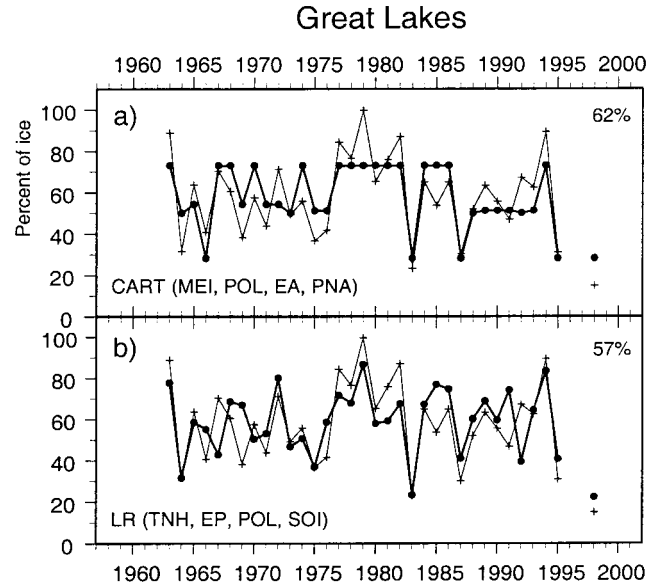 Great Lakes
1960 1965 1970 1975 1980 1985 1990 1995 2000
Percent of ice
100
80
60
40
20
0
a)
62%
CART (MEI, POL, EA, PNA)
100
80
60
40
20
0
b)
57%
LR (TNH, EP, POL, SOI)
1960 1965 1970 1975 1980 1985 1990 1995 2000